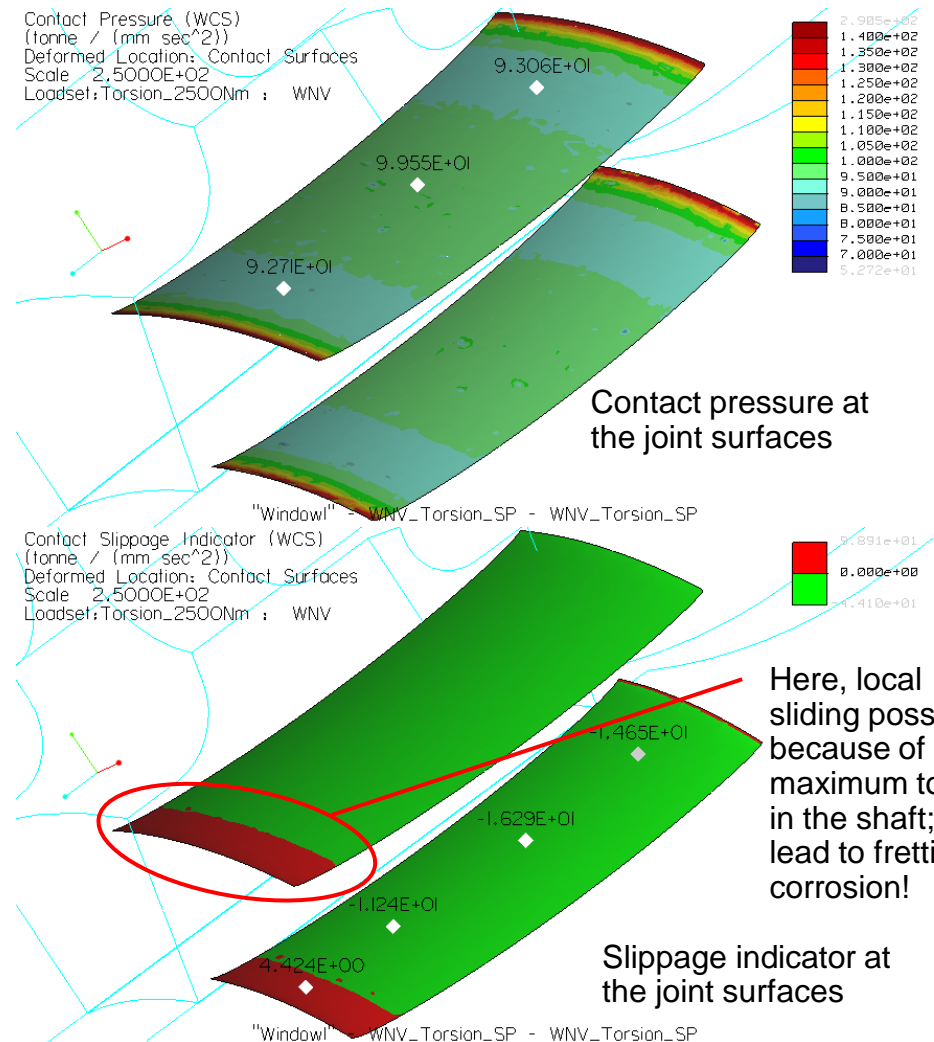 Contact Pressure (WCS)
(tonne / (mm sec^2))
Deformed Location: Contact Surfaces
Scale 2.5000E+02
Loadset:Torsion_2500Nm : WNV
2.905e+02
1.400e+02
1.350e+02
1.300e+02
1.250e+02
1.200e+02
1.150e+02
1.100e+02
1.050e+02
1.000e+02
9.500e+01
9.000e+01
8.500e+01
8.000e+01
7.500e+01
7.000e+01
5.272e+01
9.306E+01
9.955E+01
9.271E+01
Contact pressure at
the joint surfaces
"Window1" - WNV_Torsion_SP - WNV_Torsion_SP
Contact Slippage Indicator (WCS)
(tonne / (mm sec^2))
Deformed Location: Contact Surfaces
Scale 2.5000E+02
Loadset:Torsion_2500Nm : WNV
9.891e+01
0.000e+00
-4.410e+01
Here, local
sliding poss
because of
maximum to
in the shaft;
lead to fretti
corrosion!
-1.465E+01
-1.629E+01
-1.124E+01
4.424E+00
Slippage indicator at
the joint surfaces
"Window1" - WNV_Torsion_SP - WNV_Torsion_SP